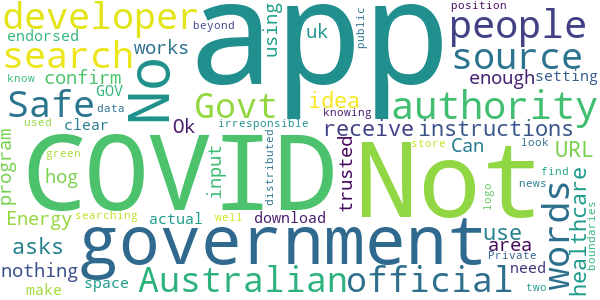 developer app people
endorsed beyond using uk public position
search works No source
know confirm enough setting
Safe GOV Govt idea authority
data knowing
used clear Ok irresponsible receive instructions
program green COVID input distributed trusted Not Can URL
hog store look words healthcare
Energy searching actual well download logo find news boundaries
asks government use
nothing space area Private need
make Australian official two